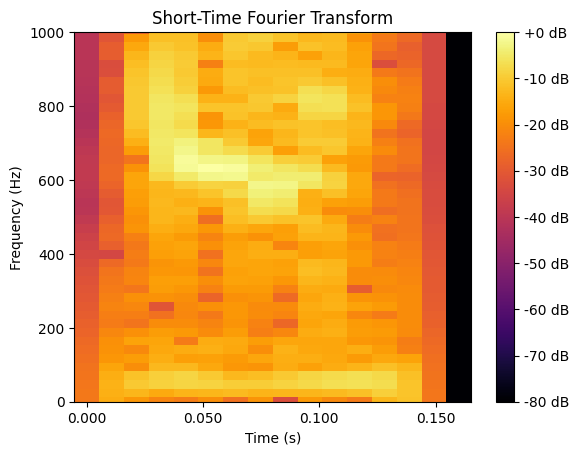 Short-Time Fourier Transform
Frequency (Hz)
1000
800
600
400
200
0
0.000
0.050
0.100
0.150
Time (s)
+0 dB
-10 dB
-20 dB
-30 dB
-40 dB
-50 dB
-60 dB
-70 dB
-80 dB